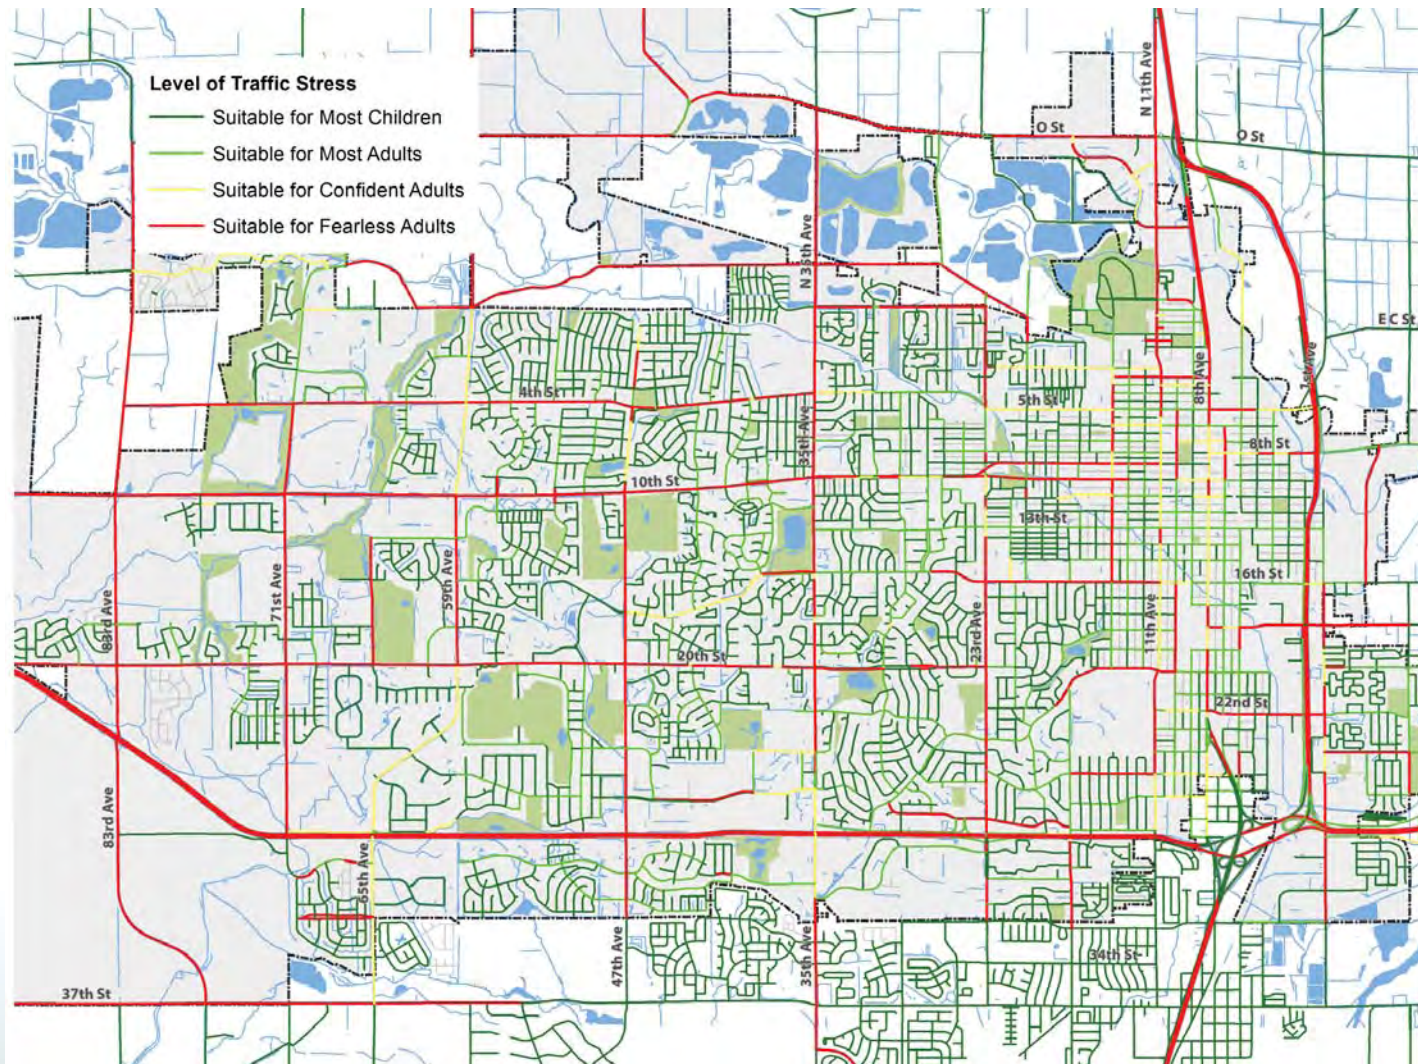 Level of Traffic Stress
Suitable for Most Children
Suitable for Most Adults
Suitable for Confident Adults
Suitable for Fearless Adults
N 11th Ave
O St
O St
N 35th Ave
E C St
1st Ave
8th Ave
4th St
5th St
35th Ave
8th St
10th St
13th St
59th Ave
16th St
71st Ave
83rd Ave
23rd Ave
11th Ave
20th St
22nd St
83rd Ave
65th Ave
47th Ave
35th Ave
34th St
37th St